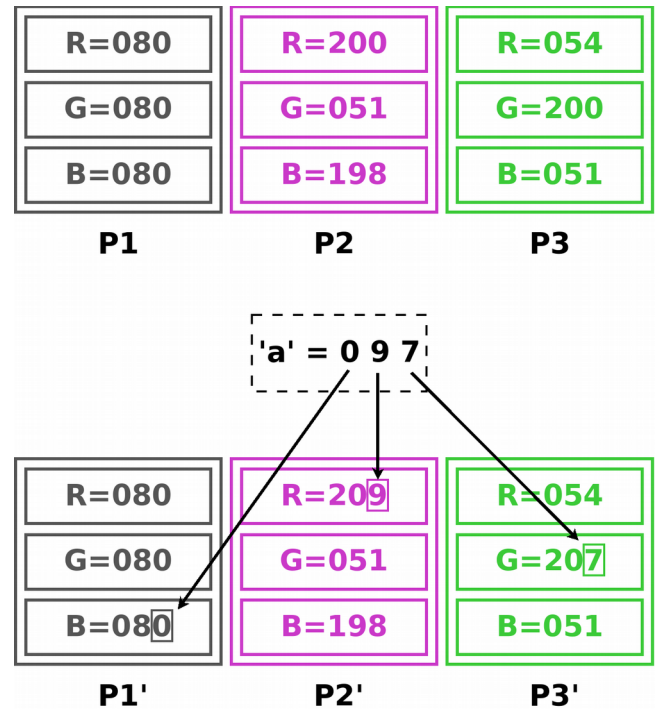 R=080 R=200 R=054
G=080 G=051 G=200
B=080 B=198 B=051
P1 P2 P3
'a' = 0 9 7
R=080 R=209 R=054
G=080 G=051 G=207
B=080 B=198 B=051
P1' P2' P3'